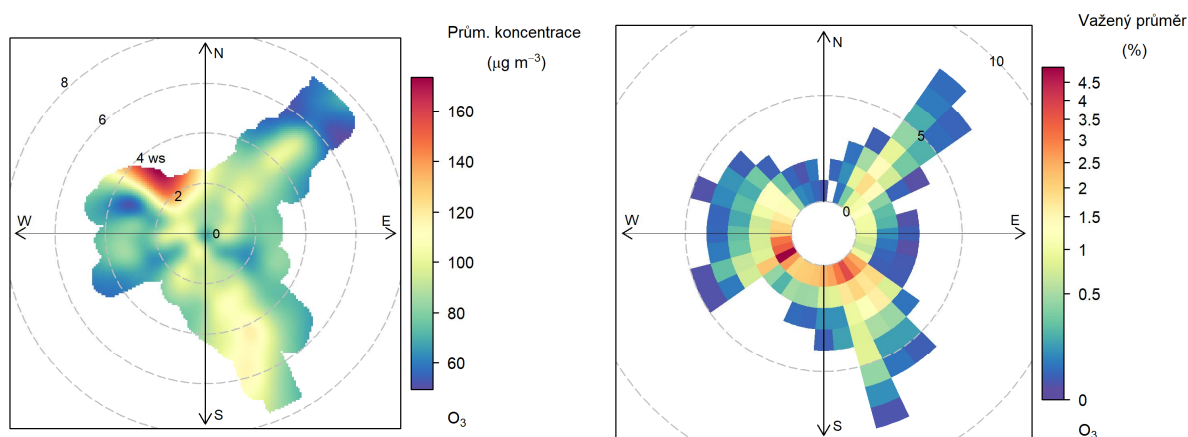 N
8
6
4 ws
2
0
W
E
S
Prům. koncentrace
(μg m⁻³)
160
140
120
100
80
60
O₃
N
10
5
0
W
E
S
Važený průměr
(%)
4.5
4
3.5
3
2.5
2
1.5
1
0.5
0
O₃